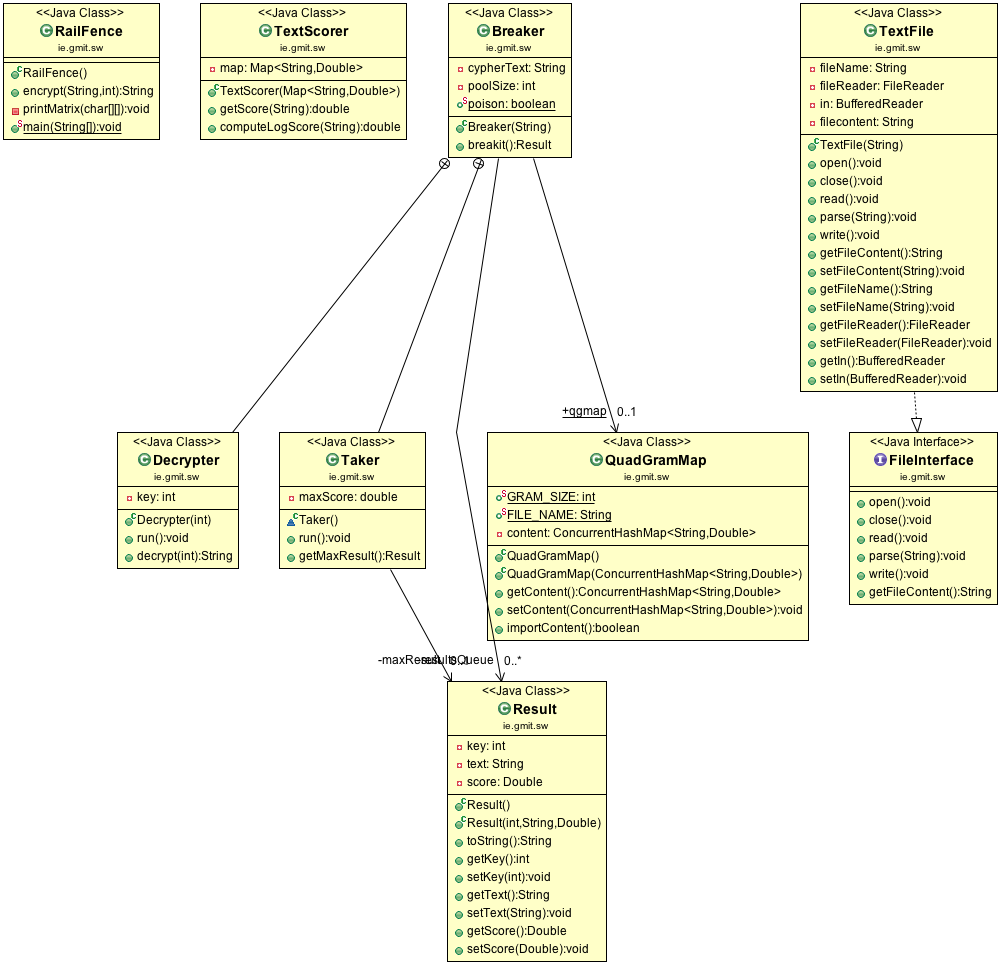 <<Java Class>>
RailFence
ie.gmit.sw
RailFence()
encrypt(String,int):String
printMatrix(char[][]):void
main(String[]):void
<<Java Class>>
TextScorer
ie.gmit.sw
map: Map<String,Double>
TextScorer(Map<String,Double>)
getScore(String):double
computeLogScore(String):double
<<Java Class>>
Breaker
ie.gmit.sw
cypherText: String
poolSize: int
poison: boolean
Breaker(String)
breakit():Result
<<Java Class>>
TextFile
ie.gmit.sw
fileName: String
fileReader: FileReader
in: BufferedReader
filecontent: String
TextFile(String)
open():void
close():void
read():void
parse(String):void
write():void
getFileContent():String
setFileContent(String):void
getFileName():String
setFileName(String):void
getFileReader():FileReader
setFileReader(FileReader):void
getIn():BufferedReader
setIn(BufferedReader):void
+qgmap 0..1
<<Java Class>>
Decrypter
ie.gmit.sw
key: int
Decrypter(int)
run():void
decrypt(int):String
<<Java Class>>
Taker
ie.gmit.sw
maxScore: double
Taker()
run():void
getMaxResult():Result
<<Java Class>>
QuadGramMap
ie.gmit.sw
GRAM_SIZE: int
FILE_NAME: String
content: ConcurrentHashMap<String,Double>
QuadGramMap()
QuadGramMap(ConcurrentHashMap<String,Double>)
getContent():ConcurrentHashMap<String,Double>
setContent(ConcurrentHashMap<String,Double>):void
importContent():boolean
<<Java Interface>>
FileInterface
ie.gmit.sw
open():void
close():void
read():void
parse(String):void
write():void
getFileContent():String
0..*
<<Java Class>>
Result
ie.gmit.sw
key: int
text: String
score: Double
Result()
Result(int,String,Double)
toString():String
getKey():int
setKey(int):void
getText():String
setText(String):void
getScore():Double
setScore(Double):void